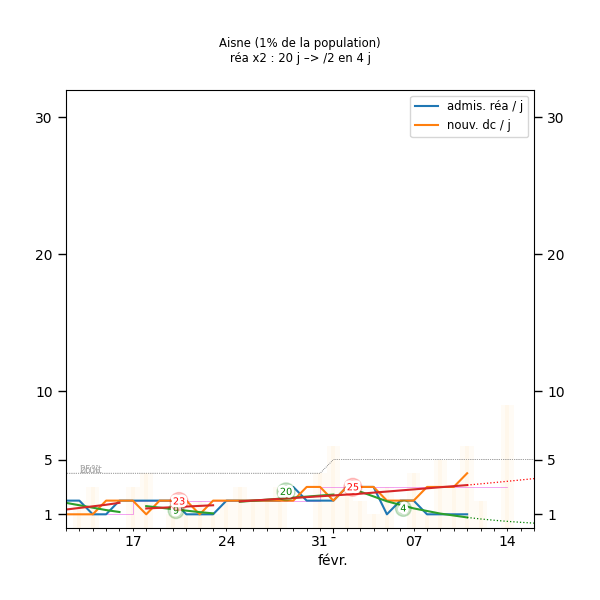 Aisne (1% de la population)
réa x2 : 20 j –> /2 en 4 j
admis. réa / j
nouv. dc / j
30 30
20 20
10 10
5 5
1 1
23
9
20
25
4
17 24 31 07 14
févr.